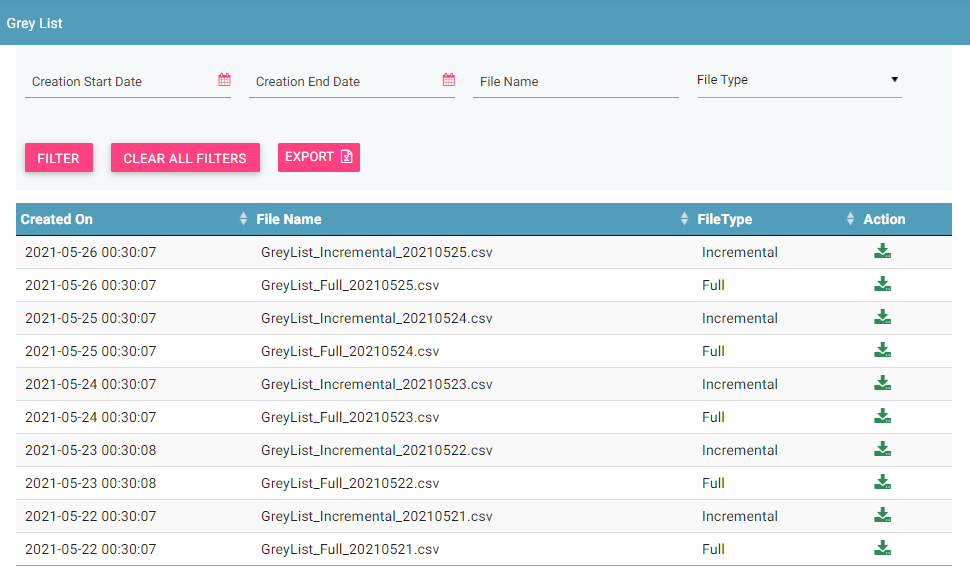 Grey List
Creation Start Date Creation End Date File Name File Type
FILTER CLEAR ALL FILTERS EXPORT
Created On File Name FileType Action
2021-05-26 00:30:07 GreyList_Incremental_20210525.csv Incremental
2021-05-26 00:30:07 GreyList_Full_20210525.csv Full
2021-05-25 00:30:07 GreyList_Incremental_20210524.csv Incremental
2021-05-25 00:30:07 GreyList_Full_20210524.csv Full
2021-05-24 00:30:07 GreyList_Incremental_20210523.csv Incremental
2021-05-24 00:30:07 GreyList_Full_20210523.csv Full
2021-05-23 00:30:08 GreyList_Incremental_20210522.csv Incremental
2021-05-23 00:30:08 GreyList_Full_20210522.csv Full
2021-05-22 00:30:07 GreyList_Incremental_20210521.csv Incremental
2021-05-22 00:30:07 GreyList_Full_20210521.csv Full